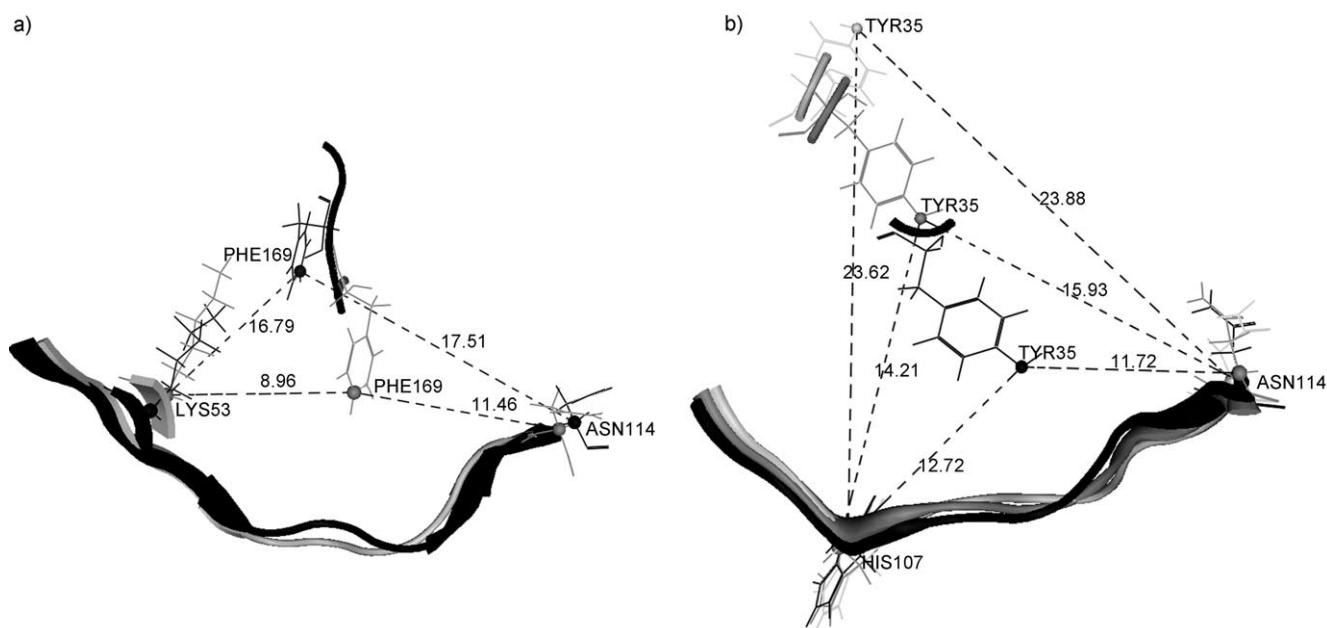 a)
PHE169
16.79
17.51
8.96
PHE169
LYS53
11.46
ASN114
b)
TYR35
23.88
TYR35
23.62
15.93
TYR35
14.21
11.72
ASN114
12.72
HIS107